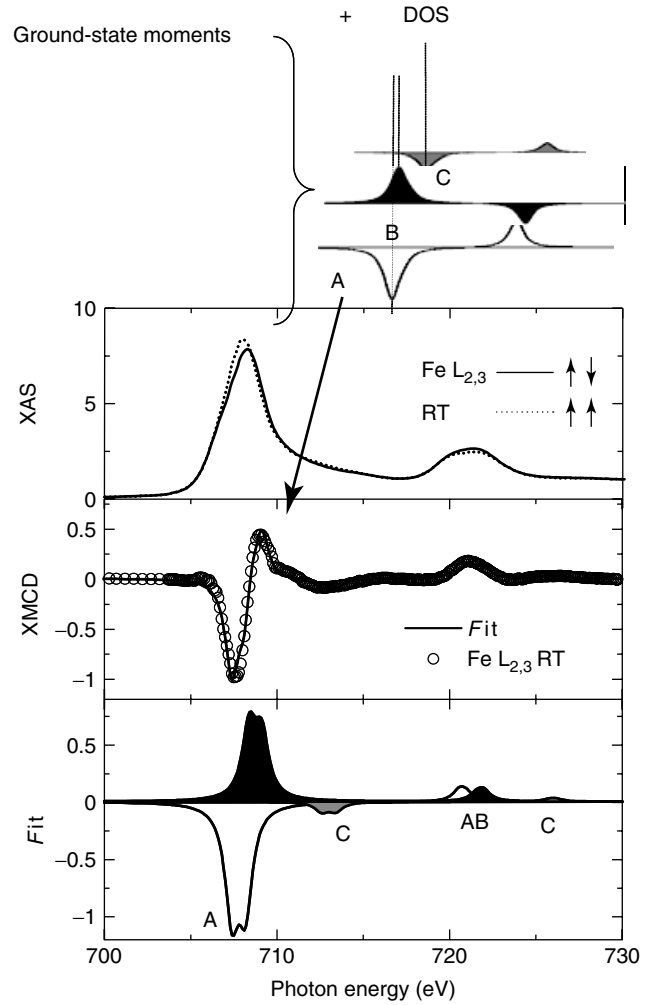 + DOS
Ground-state moments
C
B
A
10
5
0
XAS
Fe L2,3
RT
0.5
0
−0.5
−1
XMCD
Fit
Fe L2,3 RT
0.5
0
−0.5
−1
Fit
A
C
AB
C
700 710 720 730
Photon energy (eV)